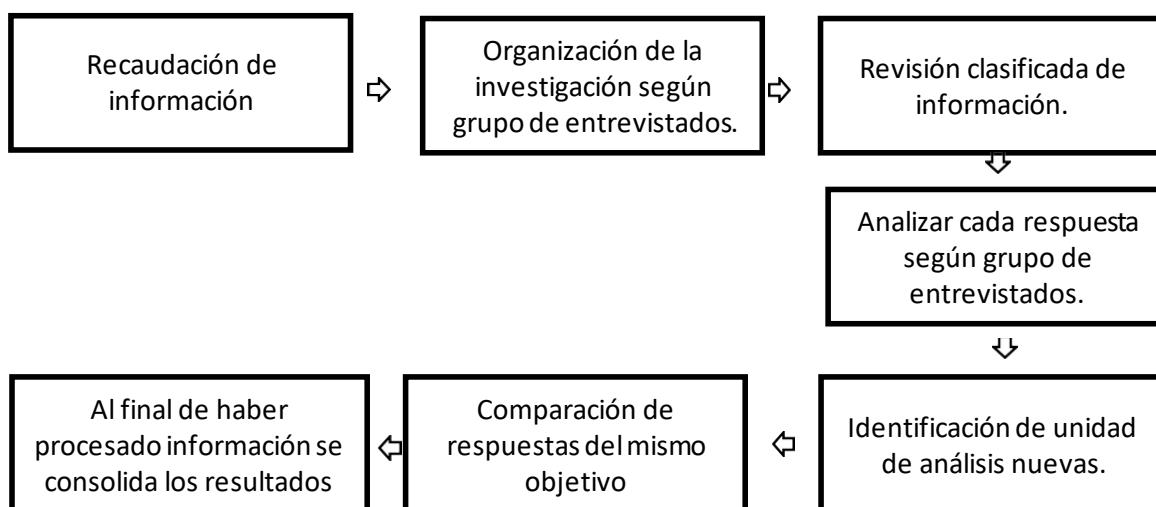 Recaudación de
información
Organización de la
investigación según
grupo de entrevistados.
Revisión clasificada de
información.
Analizar cada respuesta
según grupo de
entrevistados.
Identificación de unidad
de análisis nuevas.
Comparación de
respuestas del mismo
objetivo
Al final de haber
procesado información se
consolida los resultados